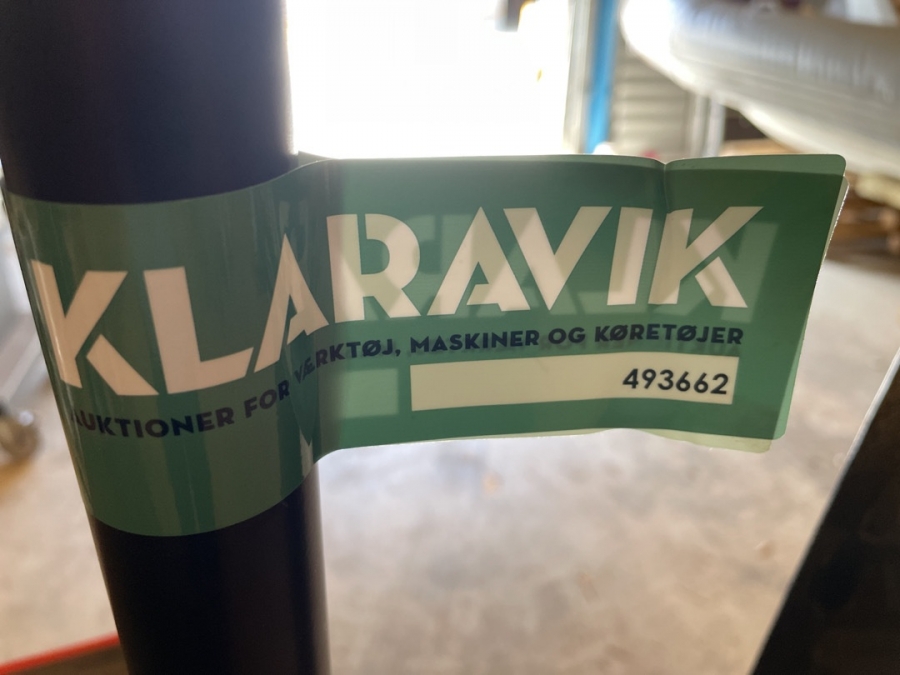 KLARAVIK
AUKTIONER FOR VÆRKTØJ, MASKINER OG KØRETØJER
493662